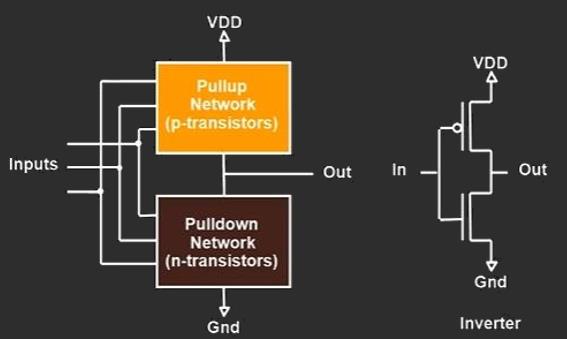 VDD
Pullup
Network
(p-transistors)
Inputs
Out
Pulldown
Network
(n-transistors)
Gnd
VDD
In
Out
Gnd
Inverter